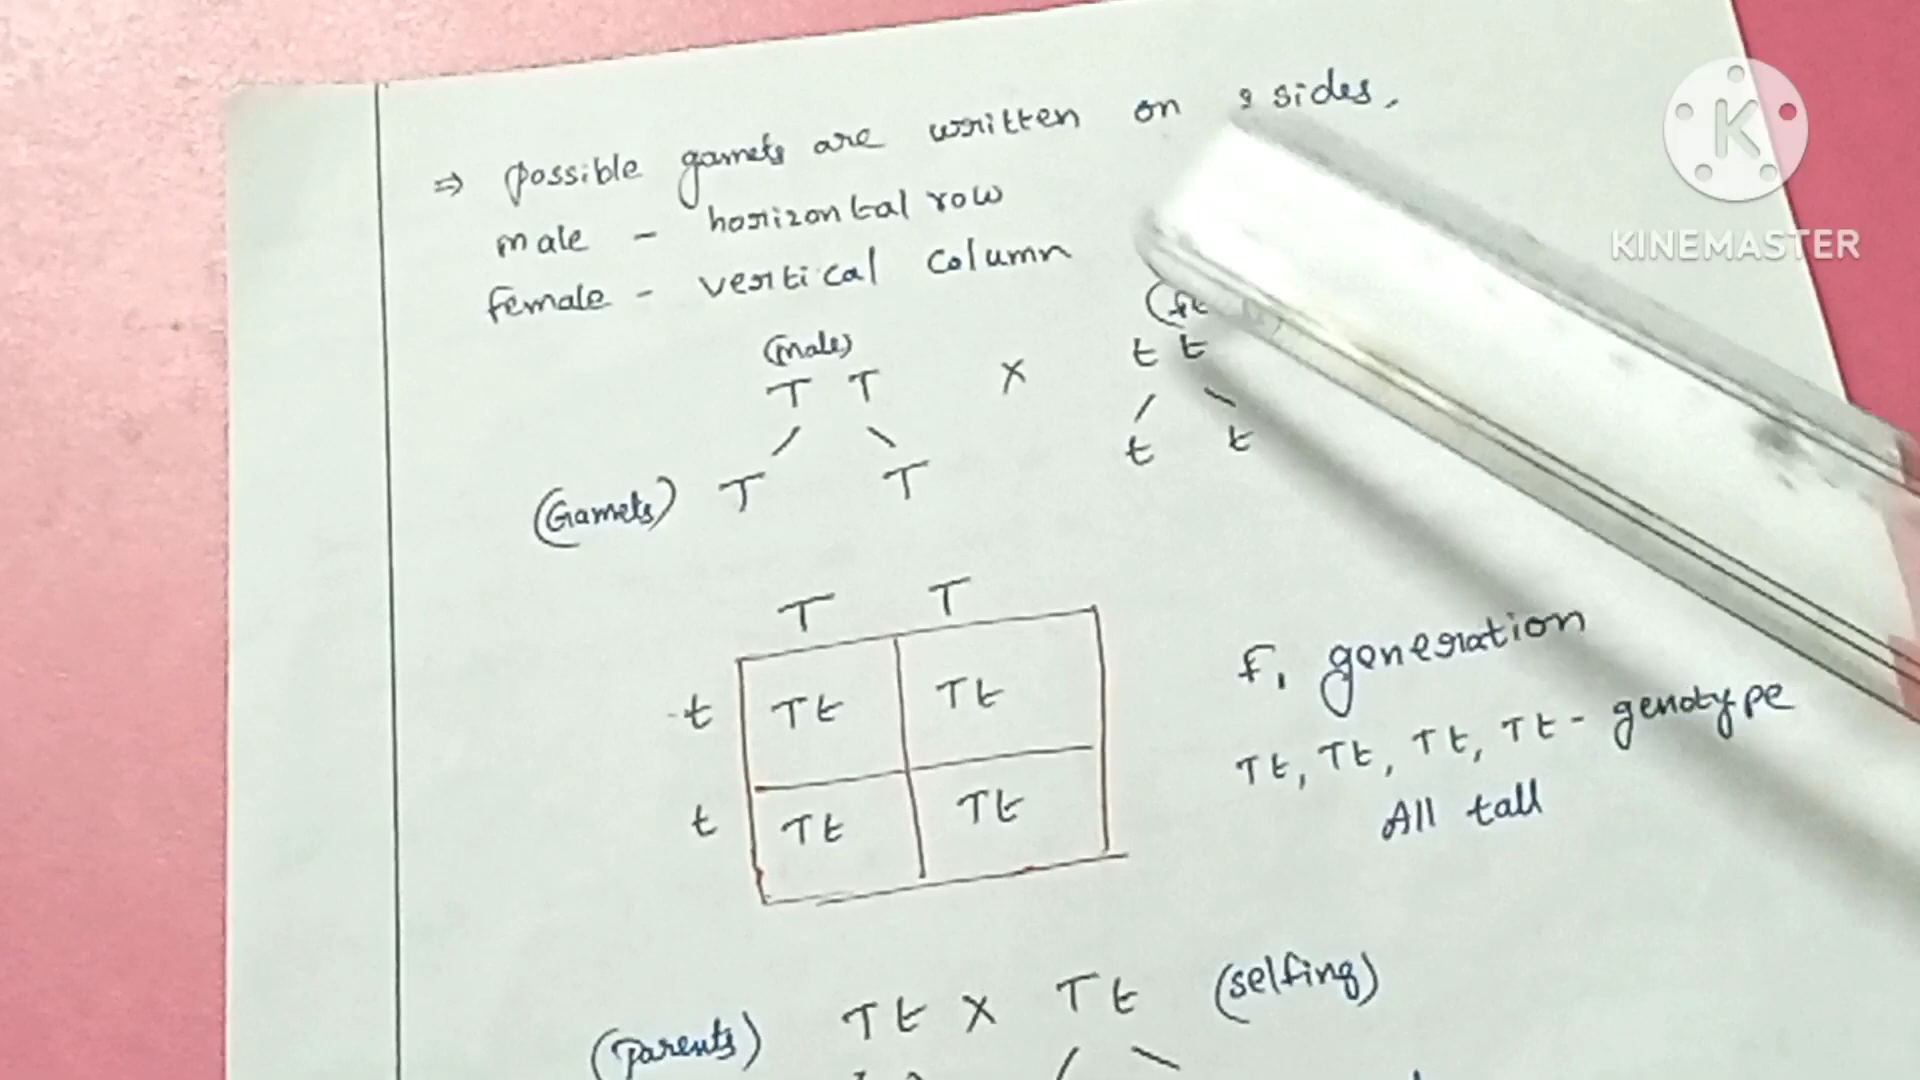 ⇒ possible gamets are written on 2 sides.
male - horizontal row
female - vertical column
(male)
T T X t t
T T t t
(Gamets)
T T
t Tt Tt
t Tt Tt
F1 generation
Tt, Tt, Tt, Tt - genotype
All tall
(parents) Tt X Tt (selfing)
K
KINEMASTER